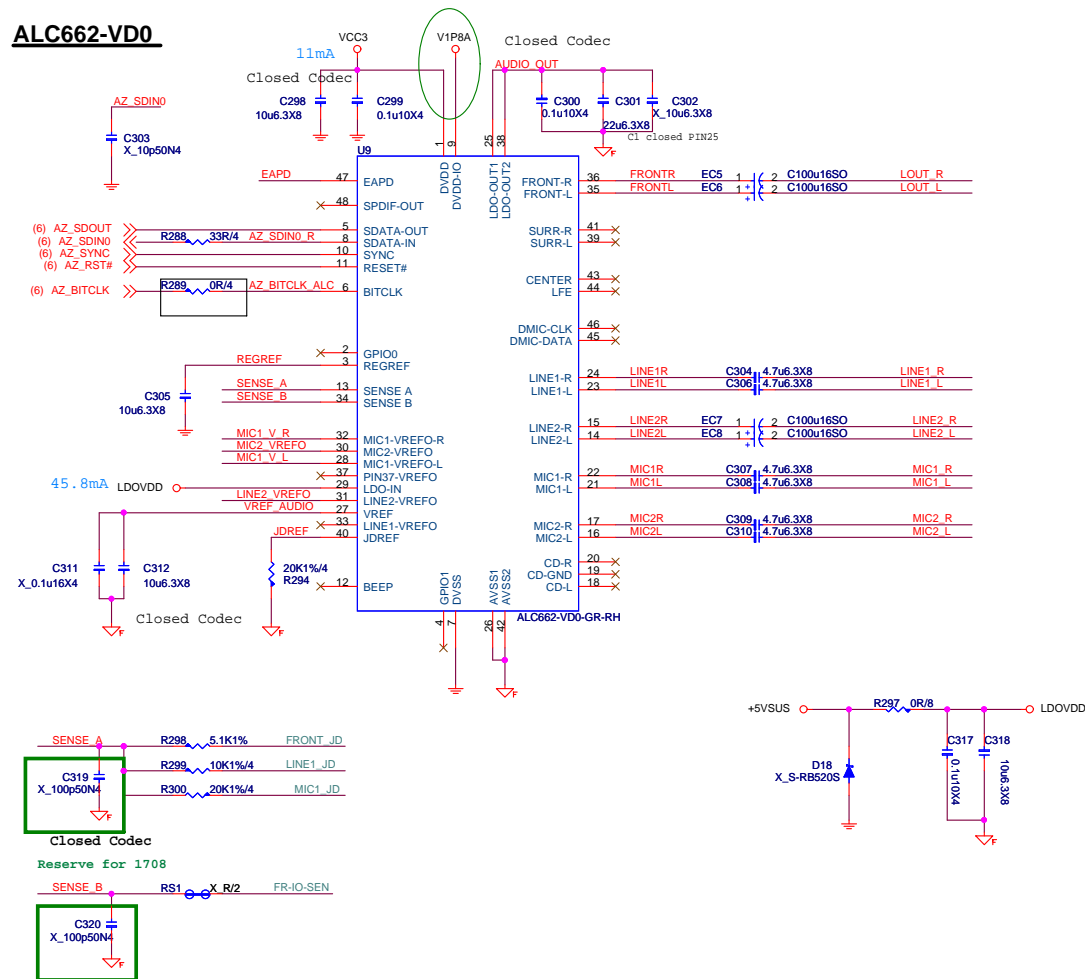 ALC662-VD0
VCC3
V1P8A
11mA
Closed Codec
Closed Codec
AUDIO_OUT
AZ_SDIN0
C303
X_10p50N4
C298
10u6.3X8
C299
0.1u10X4
C300
0.1u10X4
C301
22u6.3X8
C302
X_10u6.3X8
C1 closed PIN25
1
9
25
38
U9
DVDD
DVDD-IO
LDO-OUT1
LDO-OUT2
EAPD 47 EAPD
48 SPDIF-OUT
(6) AZ_SDOUT 5 SDATA-OUT
(6) AZ_SDIN0 R288 33R/4 AZ_SDIN0_R 8 SDATA-IN
(6) AZ_SYNC 10 SYNC
(6) AZ_RST# 11 RESET#
(6) AZ_BITCLK R289 0R/4 AZ_BITCLK_ALC 6 BITCLK
2 GPIO0
REGREF 3 REGREF
C305
10u6.3X8
SENSE_A 13 SENSE A
SENSE_B 34 SENSE B
MIC1_V_R 32 MIC1-VREFO-R
MIC2_VREFO 30 MIC2-VREFO
MIC1_V_L 28 MIC1-VREFO-L
37 PIN37-VREFO
45.8mA LDOVDD 29 LDO-IN
LINE2_VREFO 31 LINE2-VREFO
VREF_AUDIO 27 VREF
33 LINE1-VREFO
JDREF 40 JDREF
C311
X_0.1u16X4
C312
10u6.3X8
20K1%/4
R294
12 BEEP
F
Closed Codec
F
FRONT-R 36 FRONTR EC5 1 2 C100u16SO LOUT_R
FRONT-L 35 FRONTL EC6 1 + 2 C100u16SO LOUT_L
SURR-R 41
SURR-L 39
CENTER 43
LFE 44
DMIC-CLK 46
DMIC-DATA 45
LINE1-R 24 LINE1R C304 4.7u6.3X8 LINE1_R
LINE1-L 23 LINE1L C306 4.7u6.3X8 LINE1_L
LINE2-R 15 LINE2R EC7 1 2 C100u16SO LINE2_R
LINE2-L 14 LINE2L EC8 1 + 2 C100u16SO LINE2_L
MIC1-R 22 MIC1R C307 4.7u6.3X8 MIC1_R
MIC1-L 21 MIC1L C308 4.7u6.3X8 MIC1_L
MIC2-R 17 MIC2R C309 4.7u6.3X8 MIC2_R
MIC2-L 16 MIC2L C310 4.7u6.3X8 MIC2_L
CD-R 20
CD-GND 19
CD-L 18
F
GPIO1
DVSS
AVSS1
AVSS2
ALC662-VD0-GR-RH
4
7
26
42
F
+5VSUS R297 0R/8 LDOVDD
D18
X_S-RB520S
C317
0.1u10X4
C318
10u6.3X8
F
SENSE_A R298 5.1K1% FRONT_JD
R299 10K1%/4 LINE1_JD
R300 20K1%/4 MIC1_JD
C319
X_100p50N4
F
Closed Codec
Reserve for 1708
SENSE_B RS1 X_R/2 FR-IO-SEN
C320
X_100p50N4
F